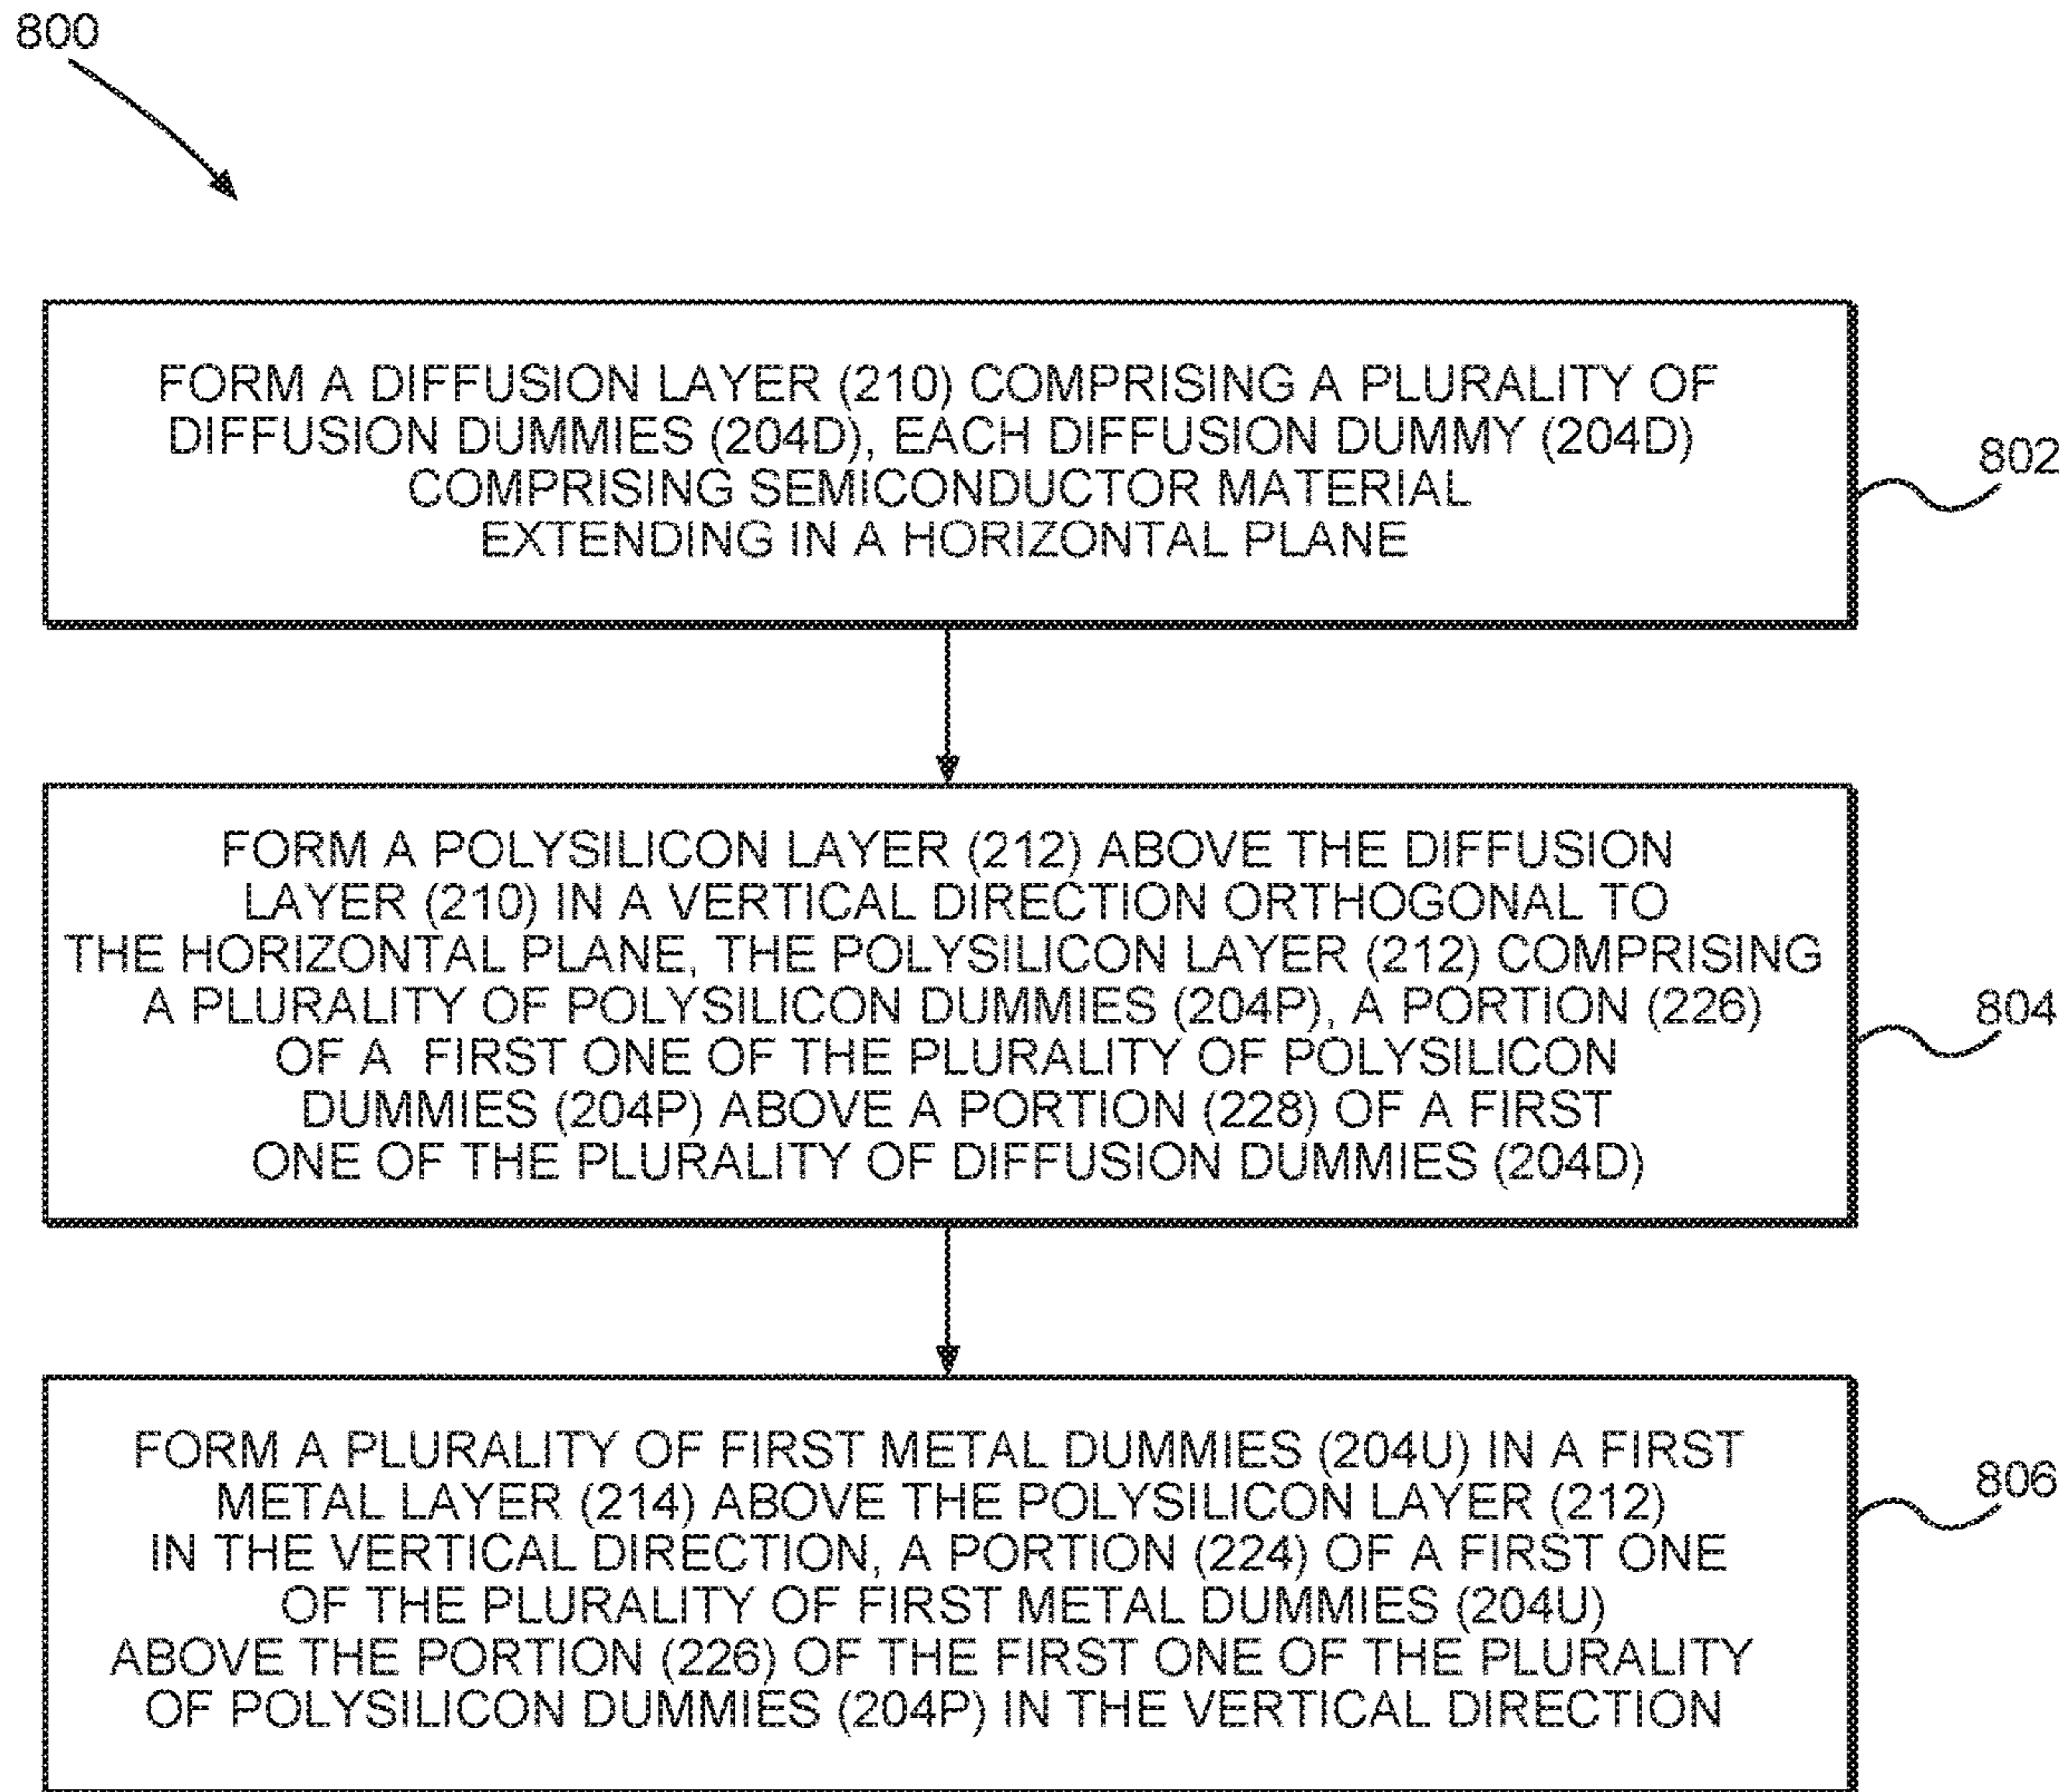 800
FORM A DIFFUSION LAYER (210) COMPRISING A PLURALITY OF
DIFFUSION DUMMIES (204D), EACH DIFFUSION DUMMY (204D)
COMPRISING SEMICONDUCTOR MATERIAL
EXTENDING IN A HORIZONTAL PLANE
802
FORM A POLYSILICON LAYER (212) ABOVE THE DIFFUSION
LAYER (210) IN A VERTICAL DIRECTION ORTHOGONAL TO
THE HORIZONTAL PLANE, THE POLYSILICON LAYER (212) COMPRISING
A PLURALITY OF POLYSILICON DUMMIES (204P), A PORTION (226)
OF A FIRST ONE OF THE PLURALITY OF POLYSILICON
DUMMIES (204P) ABOVE A PORTION (228) OF A FIRST
ONE OF THE PLURALITY OF DIFFUSION DUMMIES (204D)
804
FORM A PLURALITY OF FIRST METAL DUMMIES (204U) IN A FIRST
METAL LAYER (214) ABOVE THE POLYSILICON LAYER (212)
IN THE VERTICAL DIRECTION, A PORTION (224) OF A FIRST ONE
OF THE PLURALITY OF FIRST METAL DUMMIES (204U)
ABOVE THE PORTION (226) OF THE FIRST ONE OF THE PLURALITY
OF POLYSILICON DUMMIES (204P) IN THE VERTICAL DIRECTION
806